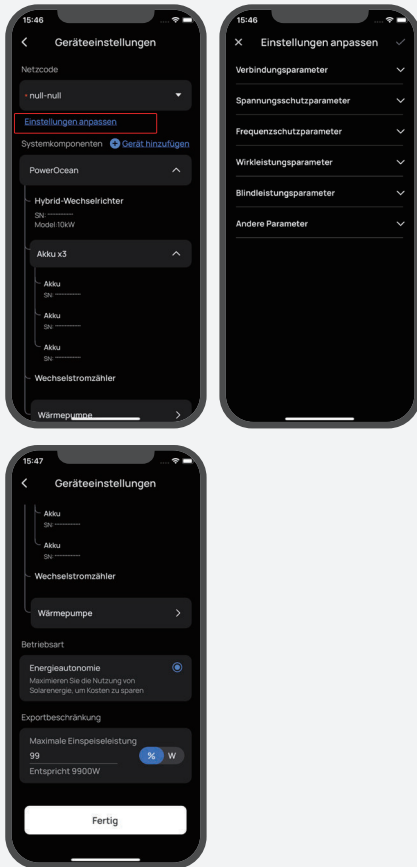 15:46
Geräteeinstellungen
Netzcode
null-null
Einstellungen anpassen
Systemkomponenten
Gerät hinzufügen
PowerOcean
Hybrid-Wechselrichter
SN:
Model:10kW
Akku x3
Akku
SN:
Akku
SN:
Akku
SN:
Wechselstromzähler
Wärmepumpe
15:46
Einstellungen anpassen
Verbindungsparameter
Spannungsschutzparameter
Frequenzschutzparameter
Wirkleistungsparameter
Blindleistungsparameter
Andere Parameter
15:47
Geräteeinstellungen
Akku
SN:
Akku
SN:
Wechselstromzähler
Wärmepumpe
Betriebsart
Energieautonomie
Maximieren Sie die Nutzung von
Solarenergie, um Kosten zu sparen
Exportbeschränkung
Maximale Einspeiseleistung
99 % W
Entspricht 9900W
Fertig